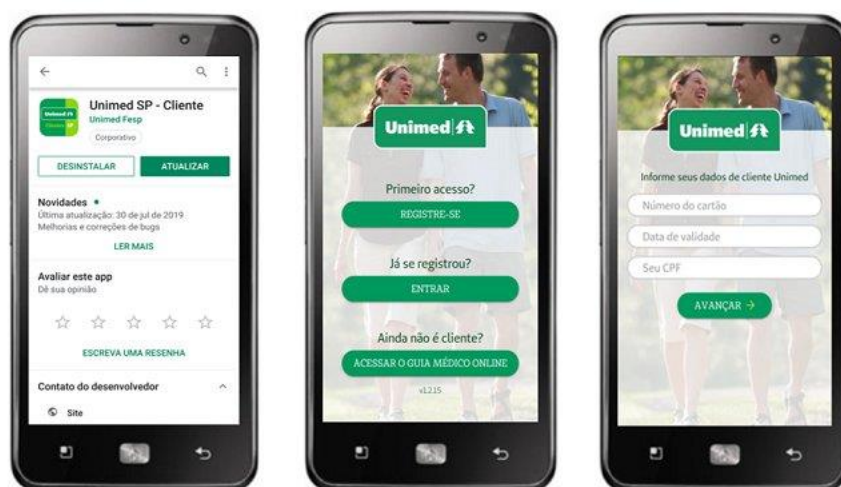 Unimed SP - Cliente
Unimed Fesp
Corporativo
DESINSTALAR
ATUALIZAR
Novidades
Última atualização: 30 de jul de 2019
Melhorias e correções de bugs
LER MAIS
Avaliar este app
Dê sua opinião
ESCREVA UMA RESENHA
Contato do desenvolvedor
Site
Unimed
Primeiro acesso?
REGISTRE-SE
Já se registrou?
ENTRAR
Ainda não é cliente?
ACESSAR O GUIA MÉDICO ONLINE
v1.2.15
Unimed
Informe seus dados de cliente Unimed
Número do cartão
Data de validade
Seu CPF
AVANÇAR →